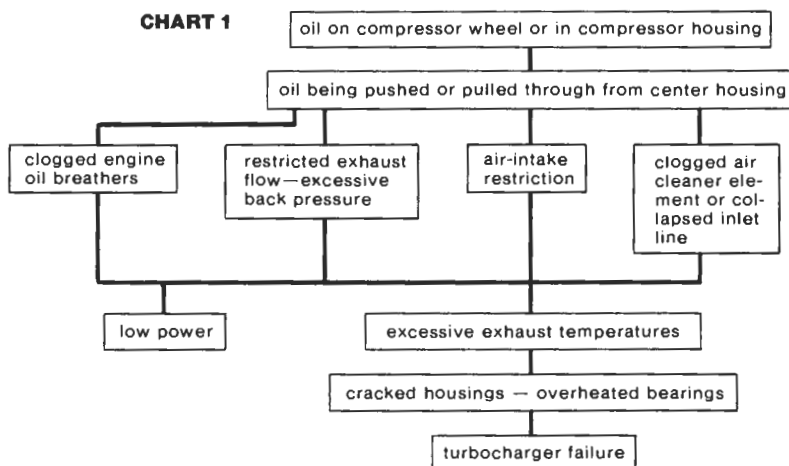 CHART 1
oil on compressor wheel or in compressor housing
oil being pushed or pulled through from center housing
clogged engine
oil breathers
restricted exhaust
flow—excessive
back pressure
air-intake
restriction
clogged air
cleaner ele-
ment or col-
lapsed inlet
line
low power
excessive exhaust temperatures
cracked housings — overheated bearings
turbocharger failure